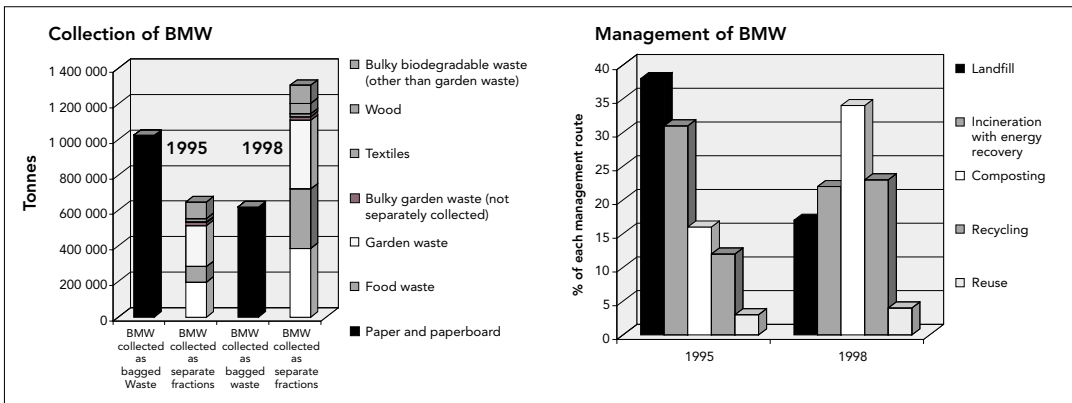 Collection of BMW
Tonnes
1 400 000
1 200 000
1 000 000
800 000
600 000
400 000
200 000
0
1995
1998
BMW
collected
as
bagged
Waste
BMW
collected
as
separate
fractions
BMW
collected
as
bagged
waste
BMW
collected
as
separate
fractions
Bulky biodegradable waste
(other than garden waste)
Wood
Textiles
Bulky garden waste (not
separately collected)
Garden waste
Food waste
Paper and paperboard
Management of BMW
% of each management route
40
35
30
25
20
15
10
5
0
1995
1998
Landfill
Incineration
with energy
recovery
Composting
Recycling
Reuse